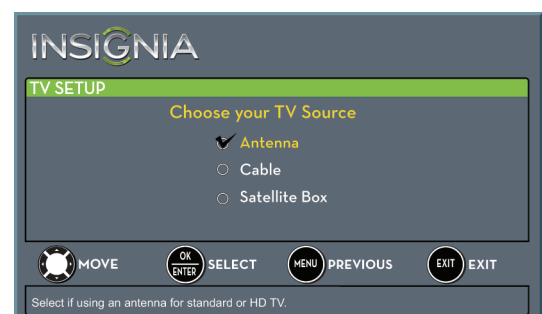 INSIGNIA
TV SETUP
Choose your TV Source
Antenna
Cable
Satellite Box
MOVE OK ENTER SELECT MENU PREVIOUS EXIT EXIT
Select if using an antenna for standard or HD TV.